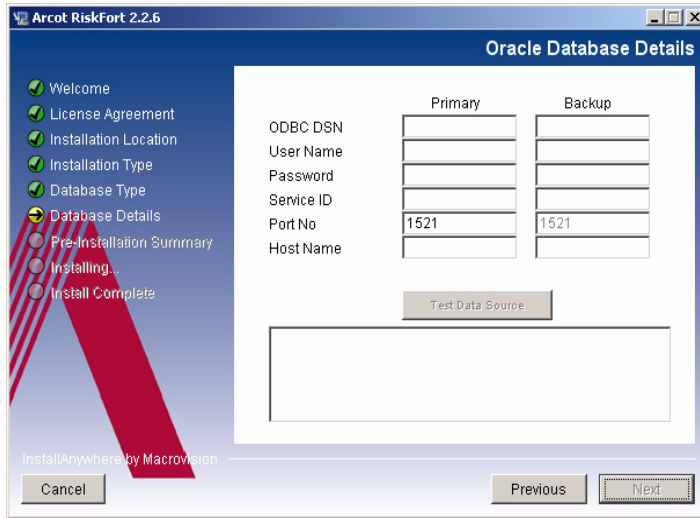 Arcot RiskFort 2.2.6
Oracle Database Details
Welcome
License Agreement
Installation Location
Installation Type
Database Type
Database Details
Pre-Installation Summary
Installing...
Install Complete
Primary Backup
ODBC DSN
User Name
Password
Service ID
Port No 1521 1521
Host Name
Test Data Source
InstallAnywhere by Macrovision
Cancel Previous Next